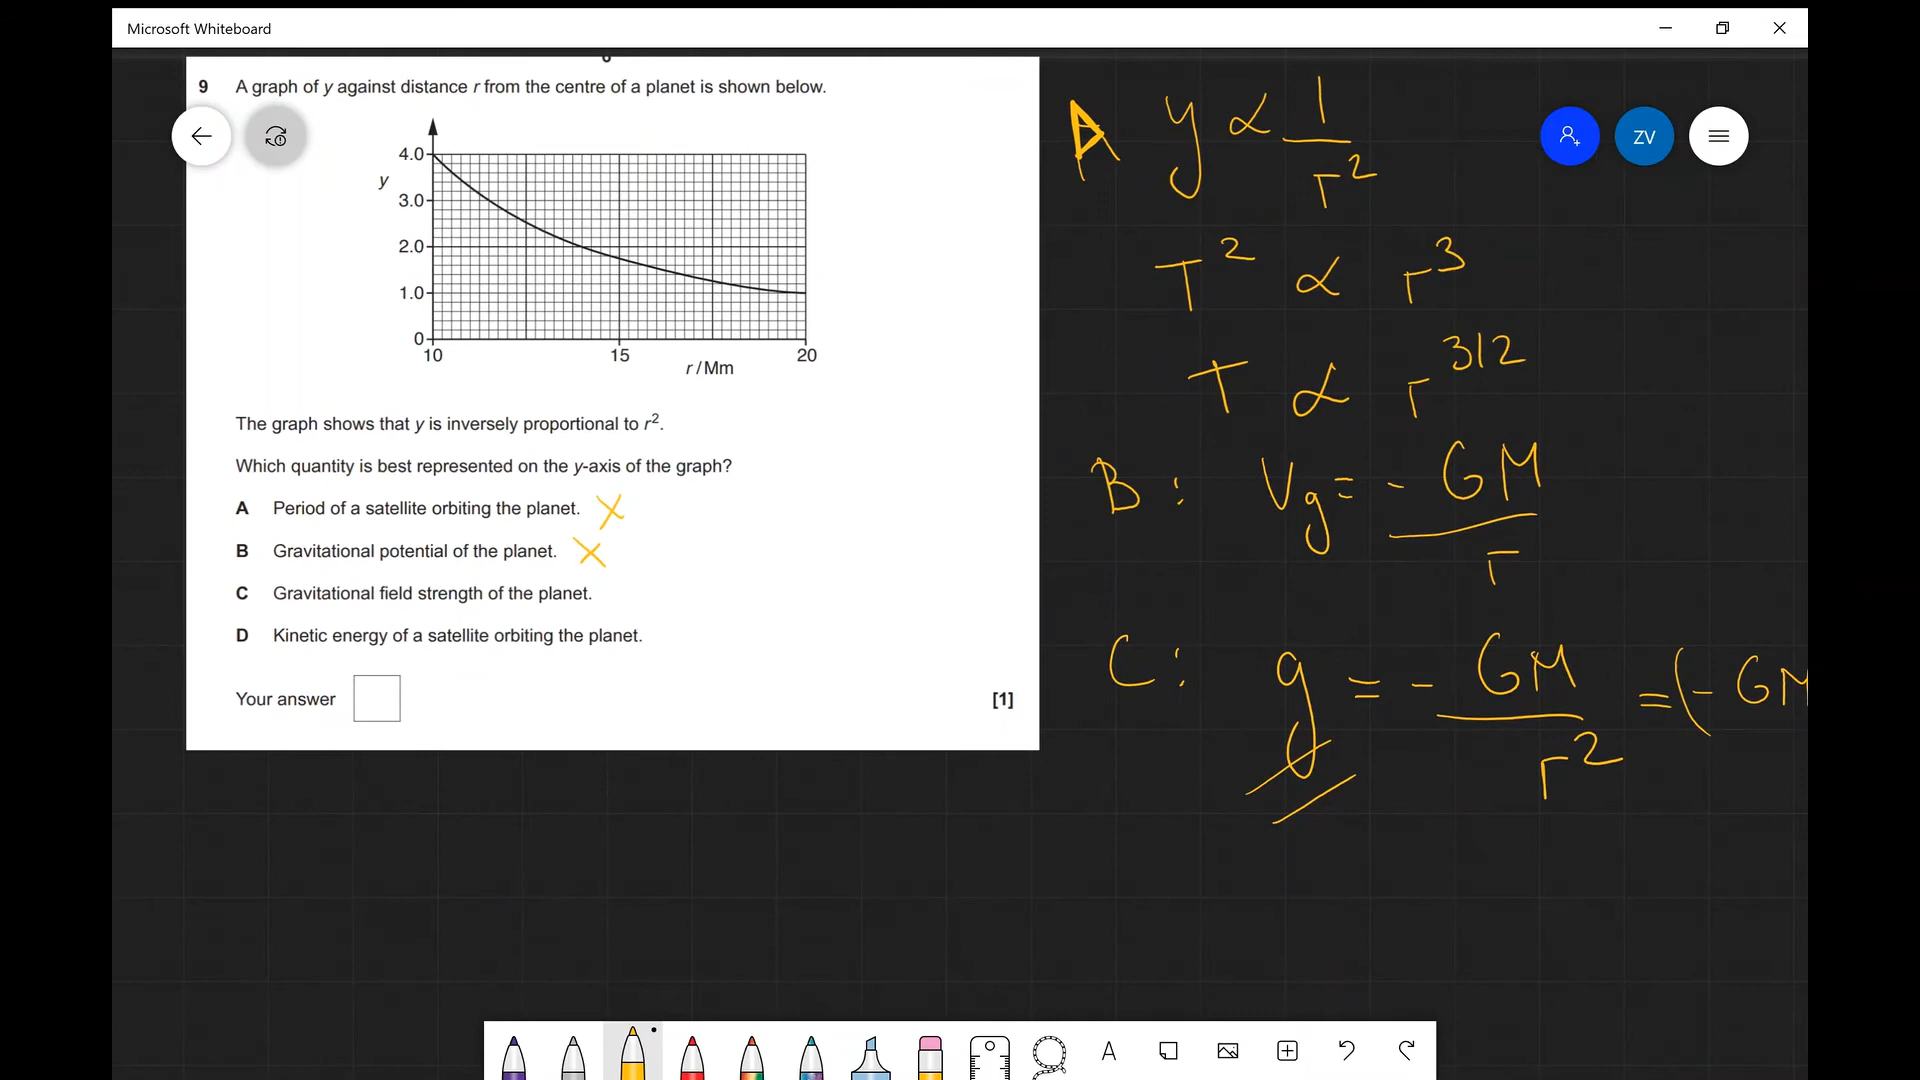 Microsoft Whiteboard
9 A graph of y against distance r from the centre of a planet is shown below.
4.0
y
3.0
2.0
1.0
0
10 15 20
r / Mm
The graph shows that y is inversely proportional to r².
Which quantity is best represented on the y-axis of the graph?
A Period of a satellite orbiting the planet. X
B Gravitational potential of the planet. X
C Gravitational field strength of the planet.
D Kinetic energy of a satellite orbiting the planet.
Your answer [1]
A y ∝ 1/r²
T² ∝ r³
T ∝ r^3/2
B: Vg = - GM/r
C: g = - GM/r² = (- GM
ZV
A